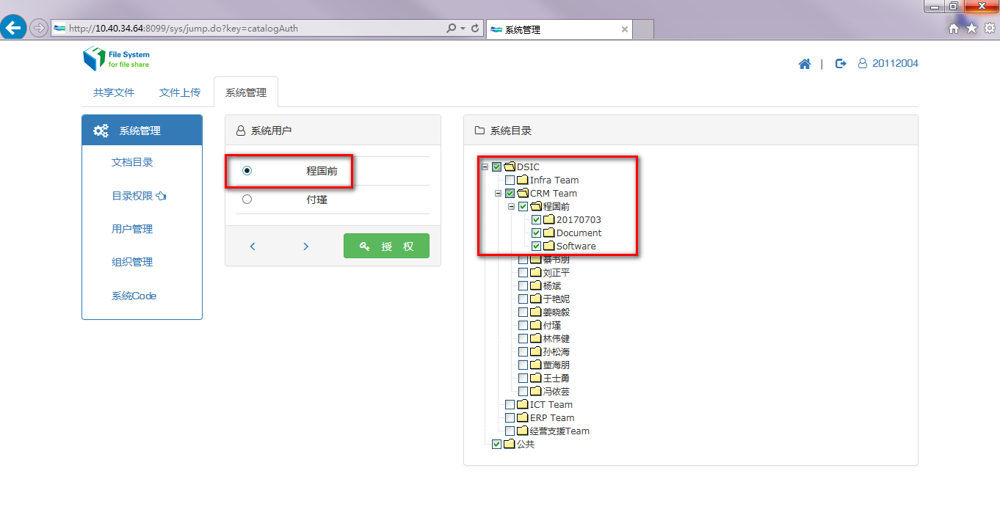 http://10.40.34.64:8099/sys/jump.do?key=catalogAuth
系统管理
File System
for file share
20112004
共享文件
文件上传
系统管理
系统管理
文档目录
目录权限
用户管理
组织管理
系统Code
系统用户
程国前
付瑾
授 权
系统目录
DSIC
Infra Team
CRM Team
程国前
20170703
Document
Software
綦书朋
刘正平
杨斌
于艳妮
姜晓毅
付瑾
林伟健
孙松海
董海朋
王士勇
冯依芸
ICT Team
ERP Team
经营支援Team
公共